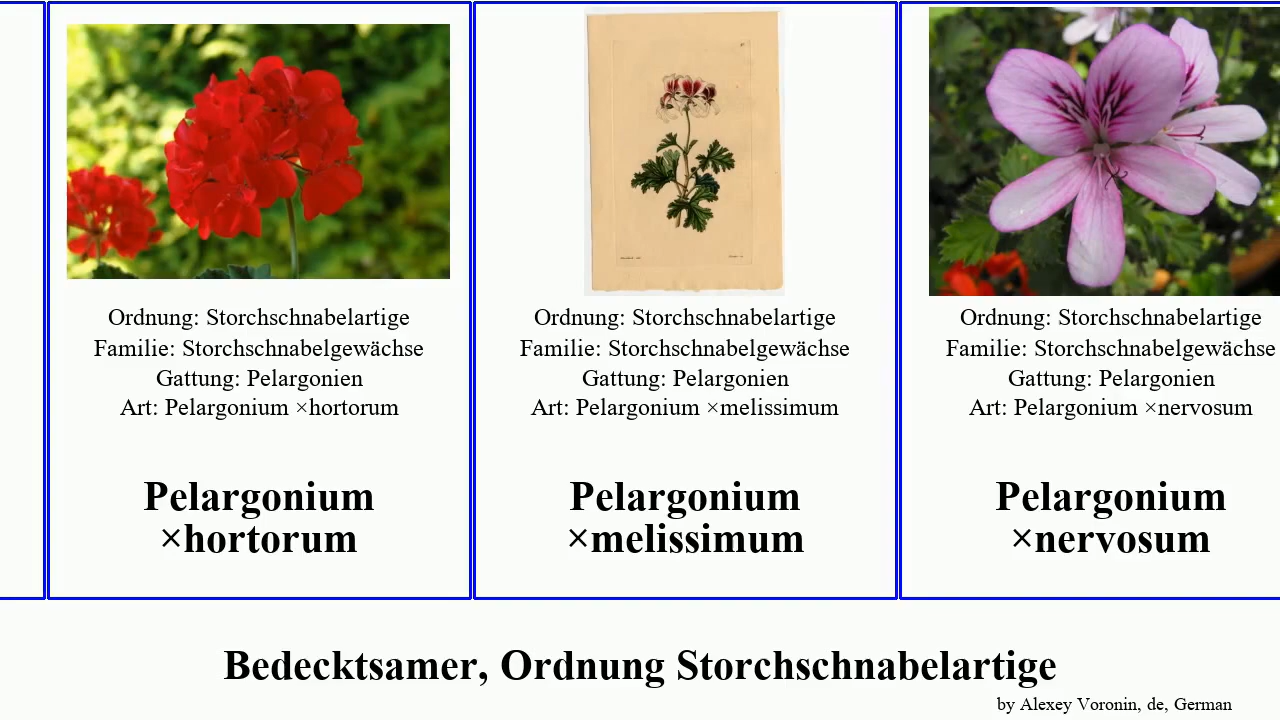 Ordnung: Storchschnabelartige
Familie: Storchschnabelgewächse
Gattung: Pelargonien
Art: Pelargonium ×hortorum
Pelargonium
×hortorum
Ordnung: Storchschnabelartige
Familie: Storchschnabelgewächse
Gattung: Pelargonien
Art: Pelargonium ×melissimum
Pelargonium
×melissimum
Ordnung: Storchschnabelartige
Familie: Storchschnabelgewächse
Gattung: Pelargonien
Art: Pelargonium ×nervosum
Pelargonium
×nervosum
Bedecktsamer, Ordnung Storchschnabelartige
by Alexey Voronin, de, German